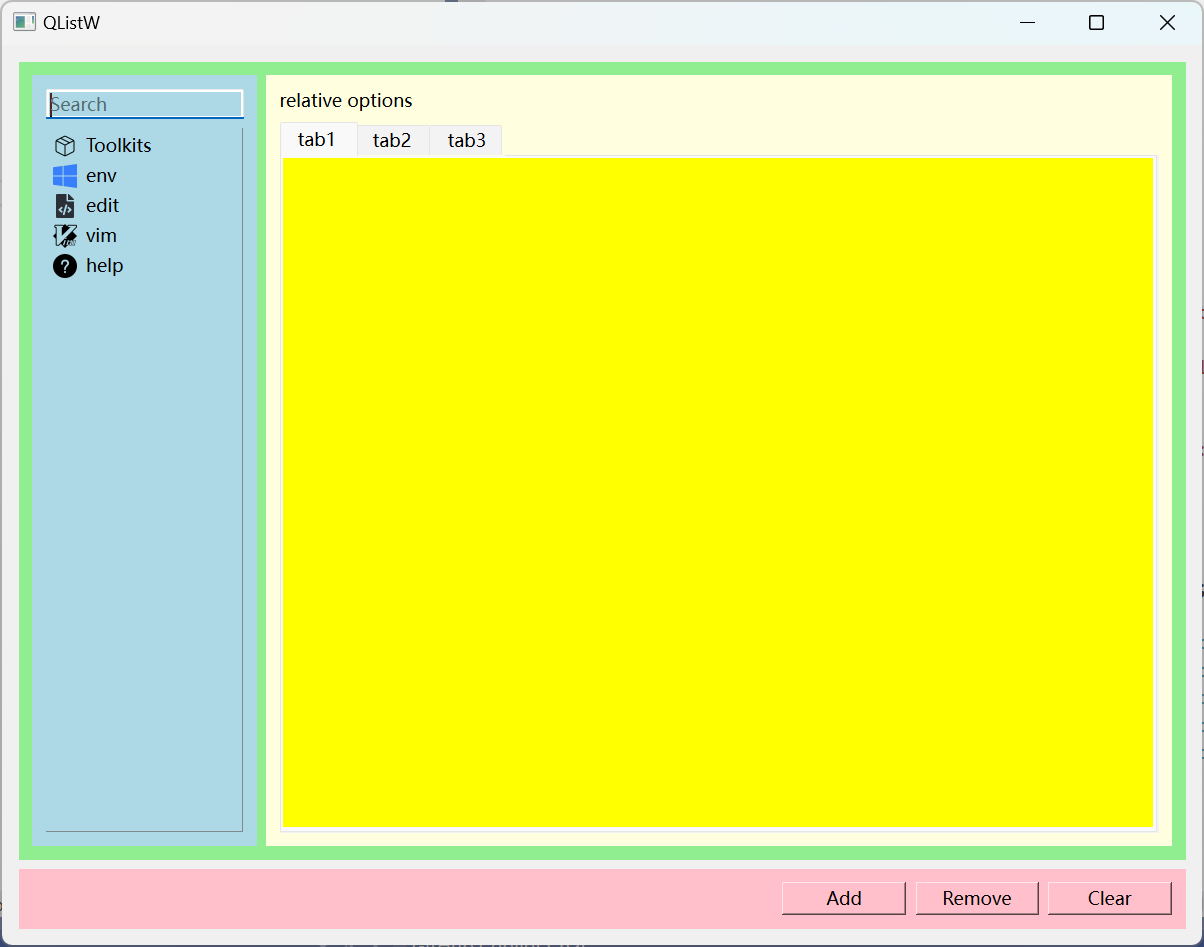 QListW
Search
Toolkits
env
edit
vim
help
relative options
tab1 tab2 tab3
Add Remove Clear